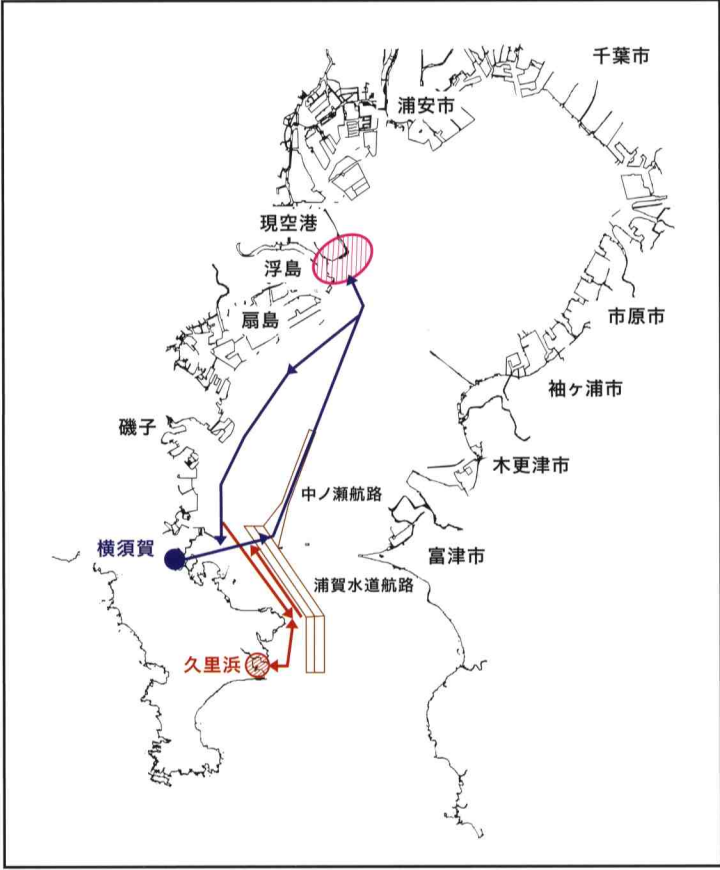 千葉市
浦安市
現空港
浮島
扇島
市原市
袖ヶ浦市
磯子
木更津市
中ノ瀬航路
横須賀
富津市
浦賀水道航路
久里浜